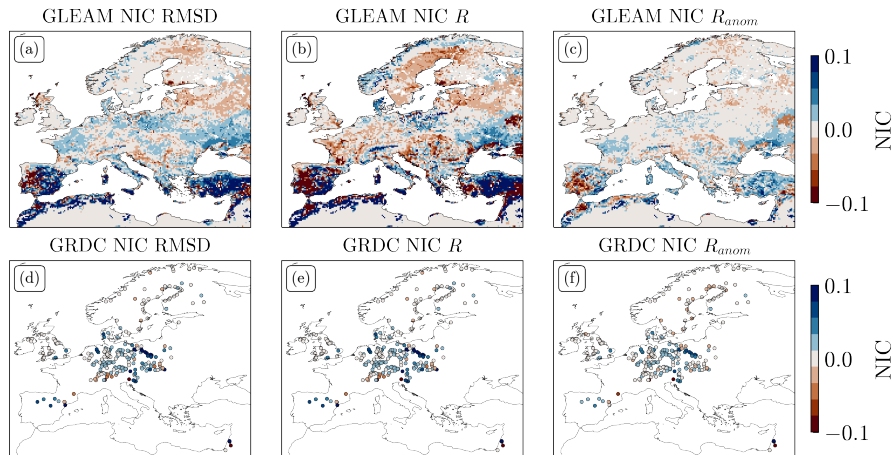 GLEAM NIC RMSD
GLEAM NIC R
GLEAM NIC R_anom
(a)
(b)
(c)
0.1
0.0
−0.1
NIC
GRDC NIC RMSD
GRDC NIC R
GRDC NIC R_anom
(d)
(e)
(f)
0.1
0.0
−0.1
NIC